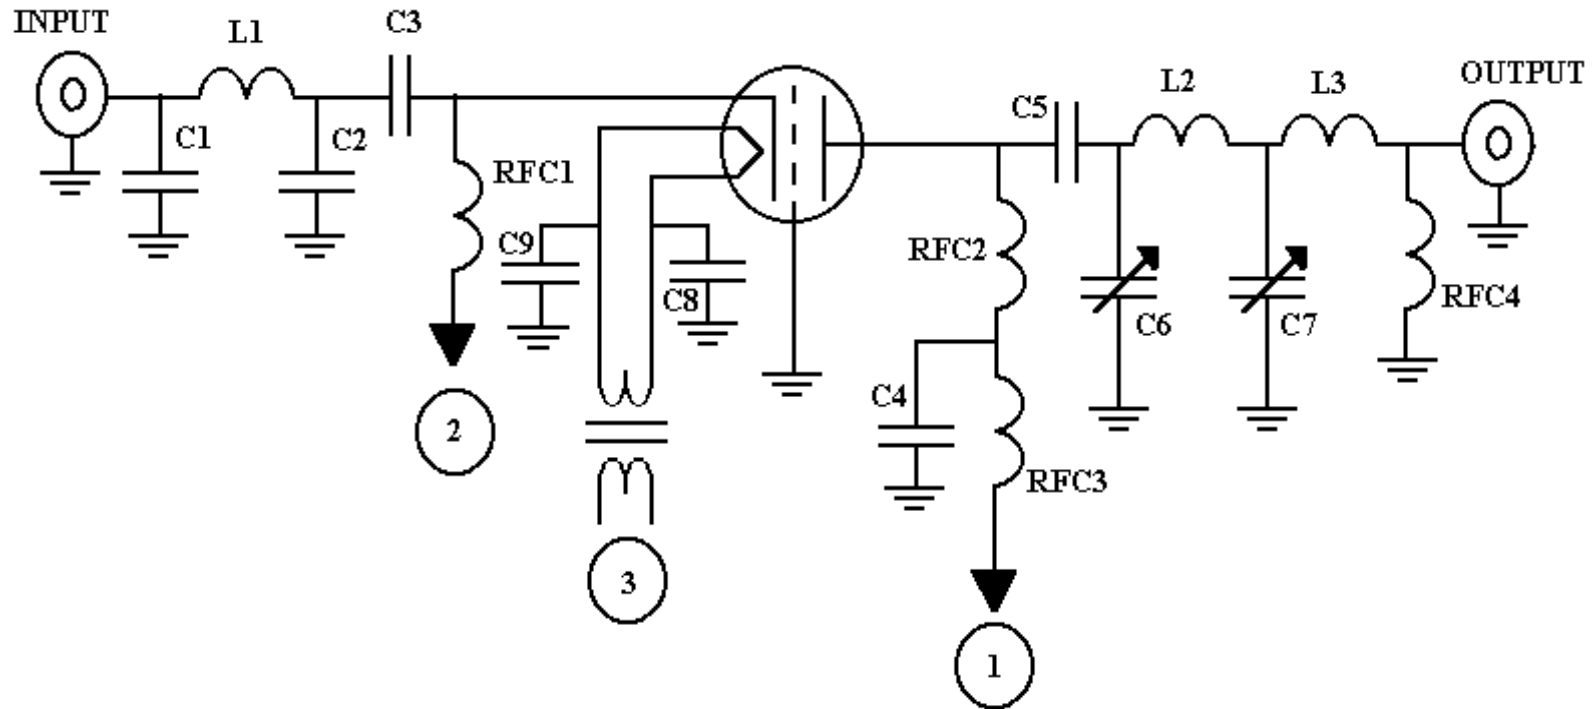 INPUT
L1
C3
C1
C2
RFC1
C9
C8
2
3
C5
L2
L3
OUTPUT
RFC2
C6
C7
RFC4
C4
RFC3
1